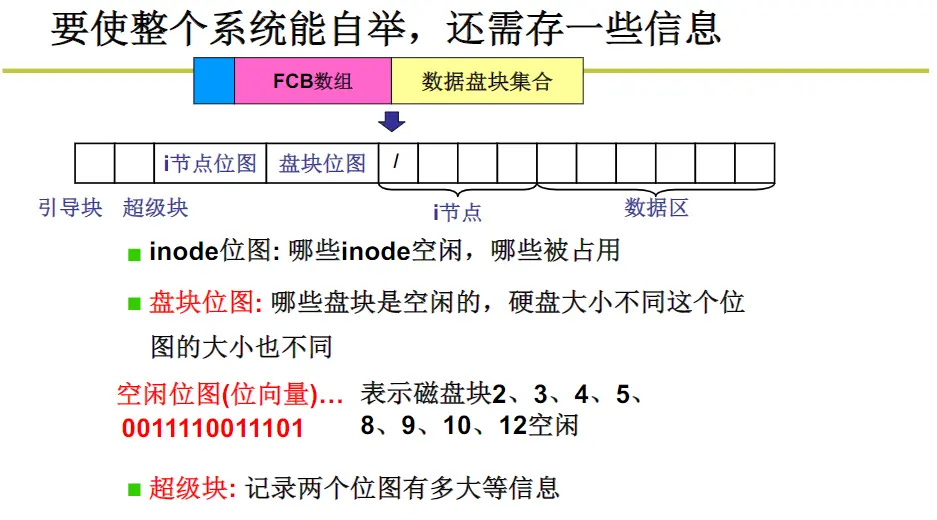 要使整个系统能自举，还需存一些信息
FCB数组 数据盘块集合
i节点位图 盘块位图 /
引导块 超级块 i节点 数据区
inode位图: 哪些inode空闲，哪些被占用
盘块位图: 哪些盘块是空闲的，硬盘大小不同这个位
图的大小也不同
空闲位图(位向量)… 表示磁盘块2、3、4、5、
0011110011101 8、9、10、12空闲
超级块: 记录两个位图有多大等信息